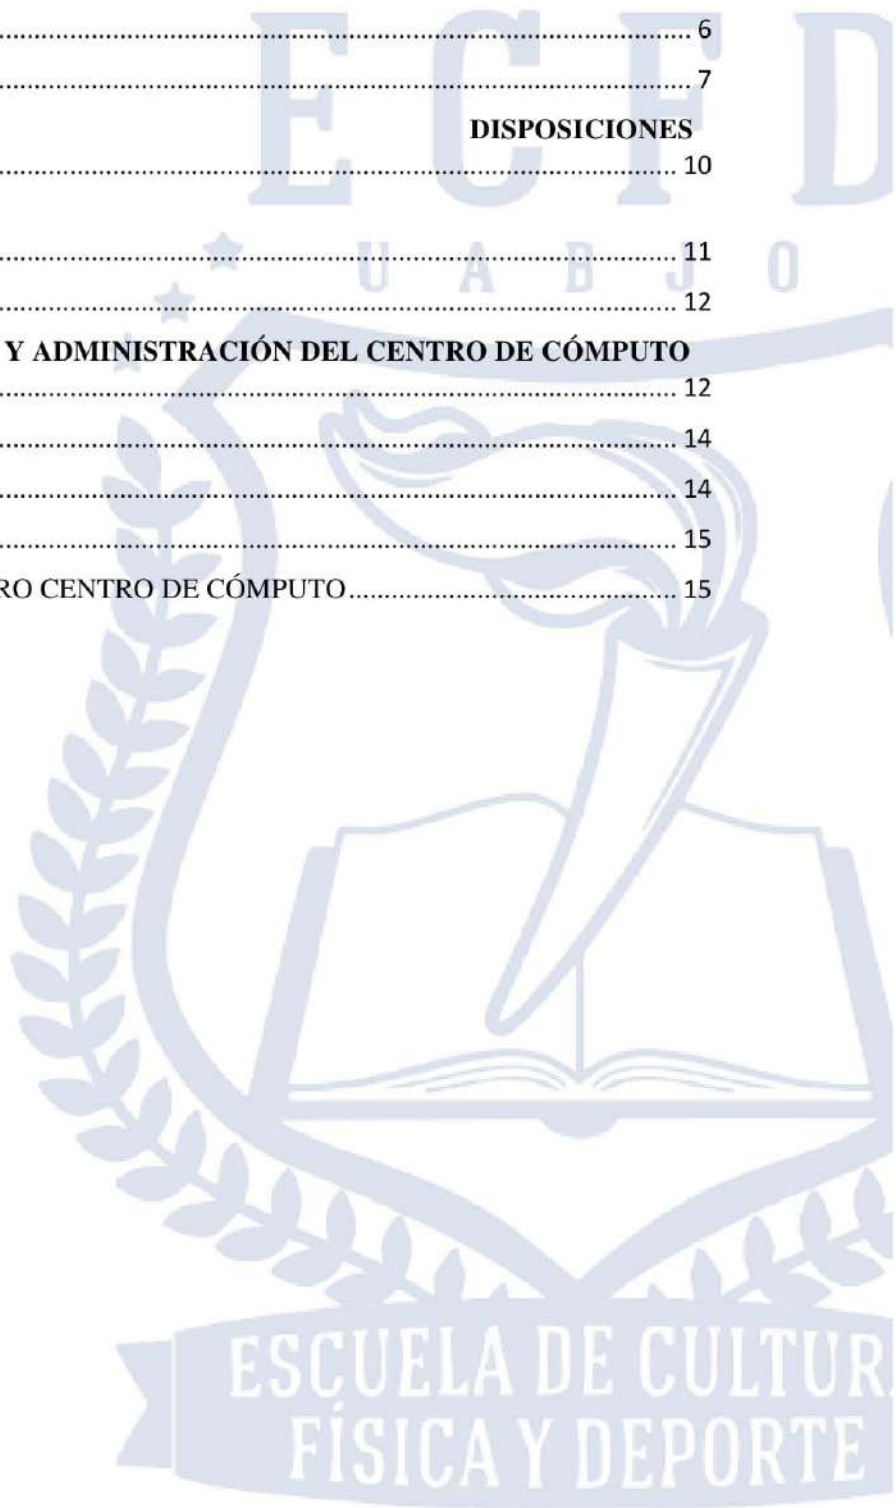 ........................................................................................... 6
........................................................................................... 7
DISPOSICIONES
........................................................................................... 10
........................................................................................... 11
........................................................................................... 12
Y ADMINISTRACIÓN DEL CENTRO DE CÓMPUTO
........................................................................................... 12
........................................................................................... 14
........................................................................................... 14
........................................................................................... 15
RO CENTRO DE CÓMPUTO.............................................. 15
E C F D
U A B J O
ESCUELA DE CULTUR
FÍSICA Y DEPORTE